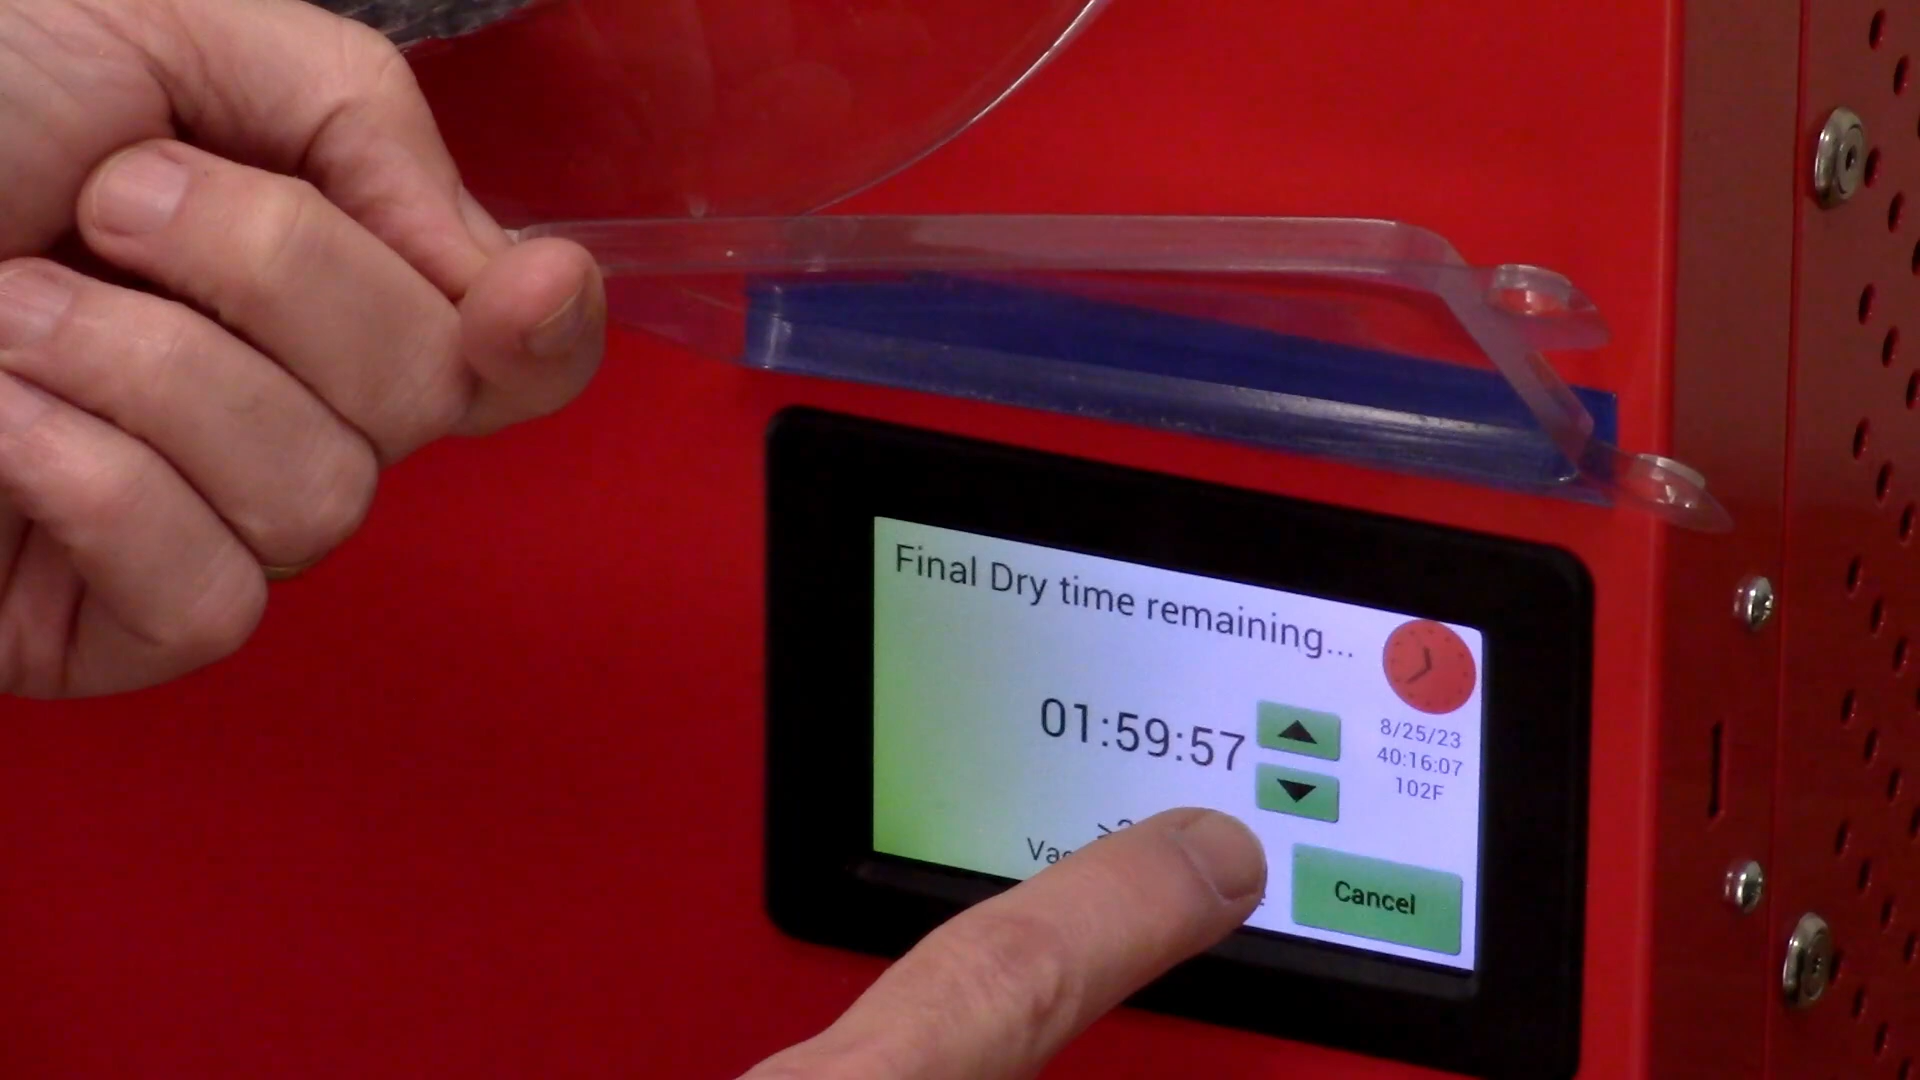 Final Dry time remaining...
01:59:57
8/25/23
40:16:07
102F
Cancel